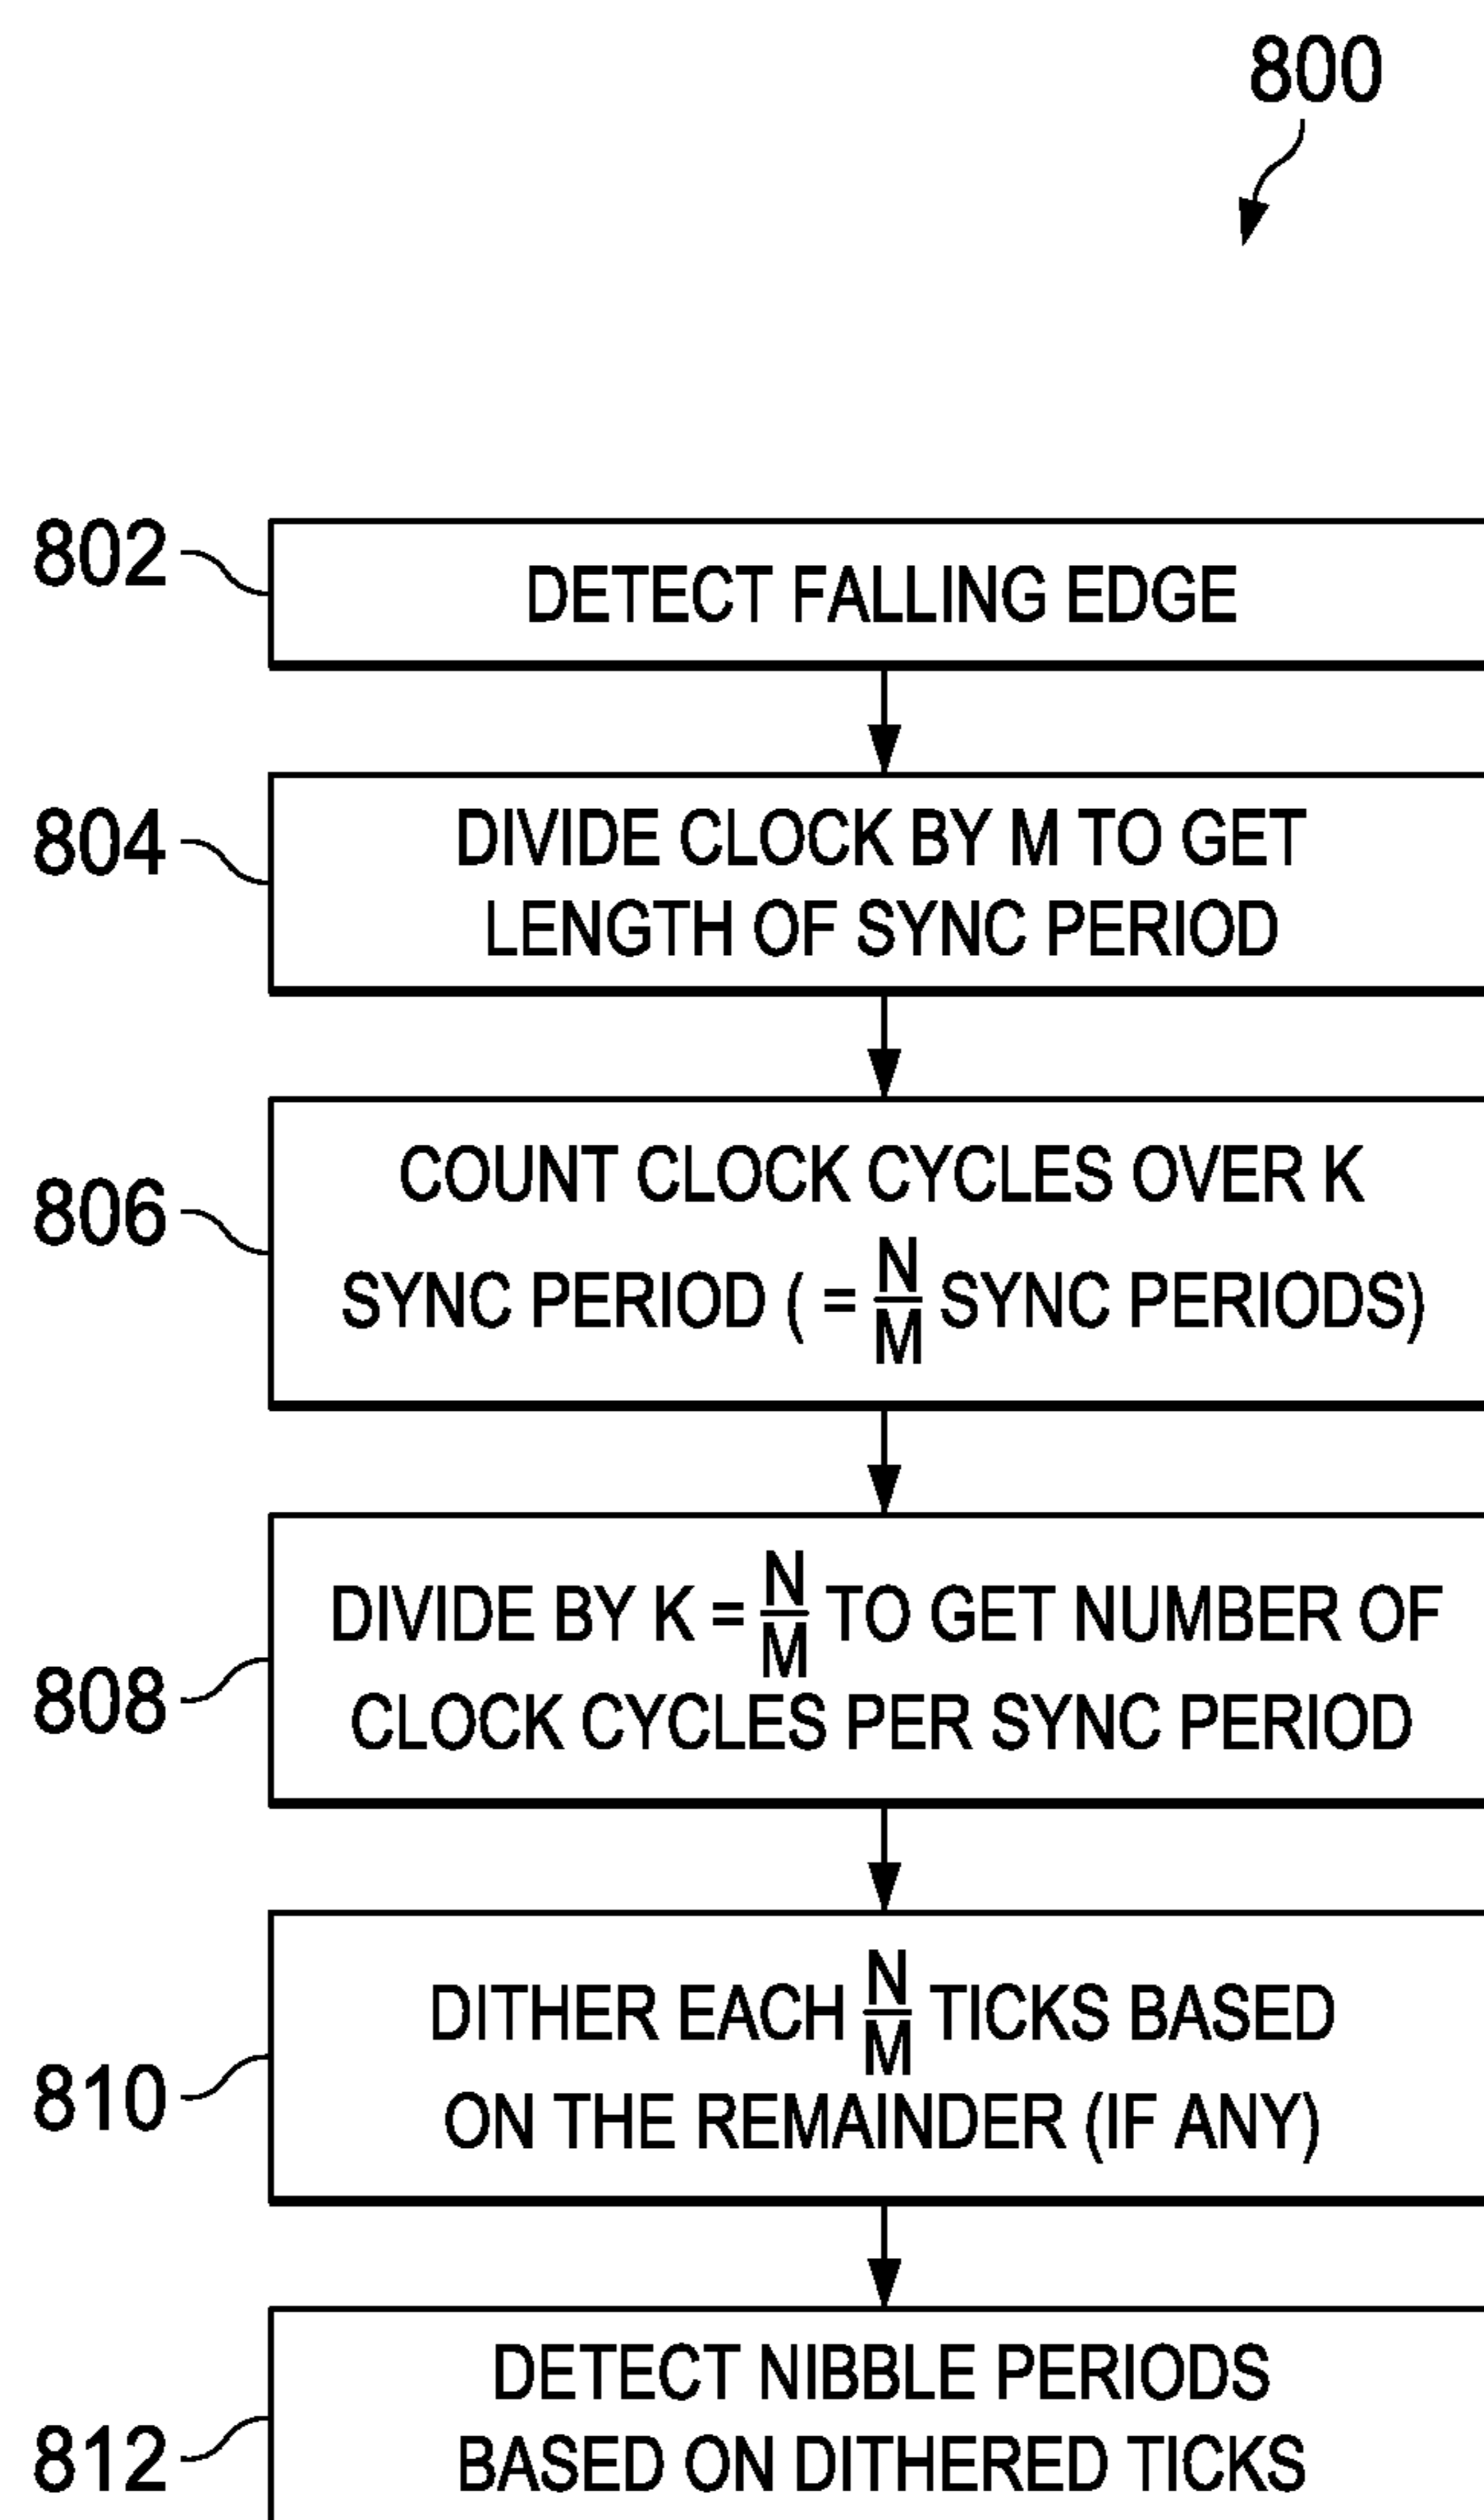 800
802
DETECT FALLING EDGE
804
DIVIDE CLOCK BY M TO GET
LENGTH OF SYNC PERIOD
806
COUNT CLOCK CYCLES OVER K
SYNC PERIOD (= N/M SYNC PERIODS)
808
DIVIDE BY K = N/M TO GET NUMBER OF
CLOCK CYCLES PER SYNC PERIOD
810
DITHER EACH N/M TICKS BASED
ON THE REMAINDER (IF ANY)
812
DETECT NIBBLE PERIODS
BASED ON DITHERED TICKS